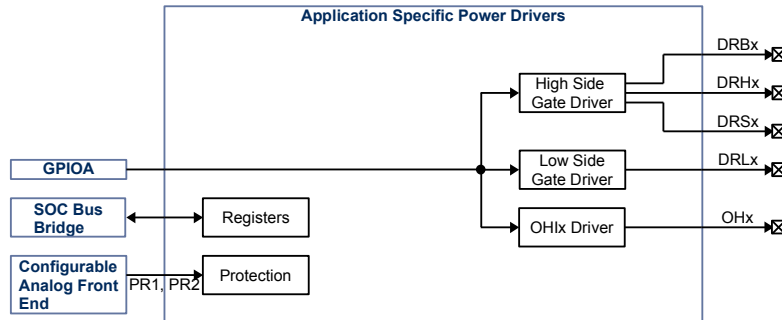 Application Specific Power Drivers
DRBx
High Side
Gate Driver
DRHx
DRSx
GPIOA
Low Side
Gate Driver
DRLx
SOC Bus
Bridge
Registers
OHIx Driver
OHx
Configurable
Analog Front
End
PR1, PR2
Protection